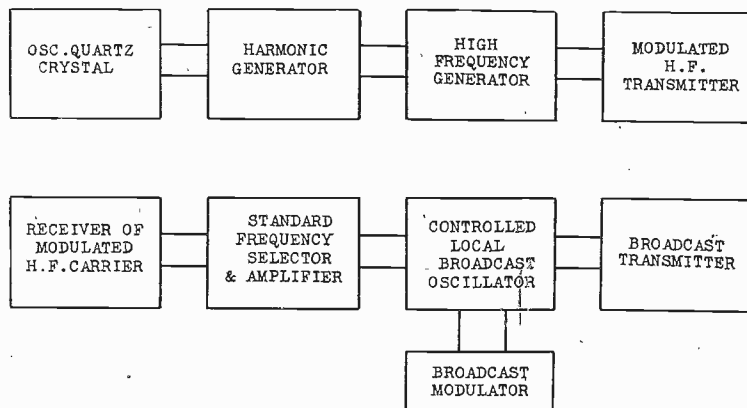 OSC.QUARTZ
CRYSTAL
HARMONIC
GENERATOR
HIGH
FREQUENCY
GENERATOR
MODULATED
H.F.
TRANSMITTER
RECEIVER OF
MODULATED
H.F.CARRIER
STANDARD
FREQUENCY
SELECTOR
& AMPLIFIER
CONTROLLED
LOCAL
BROADCAST
OSCILLATOR
BROADCAST
TRANSMITTER
BROADCAST
MODULATOR